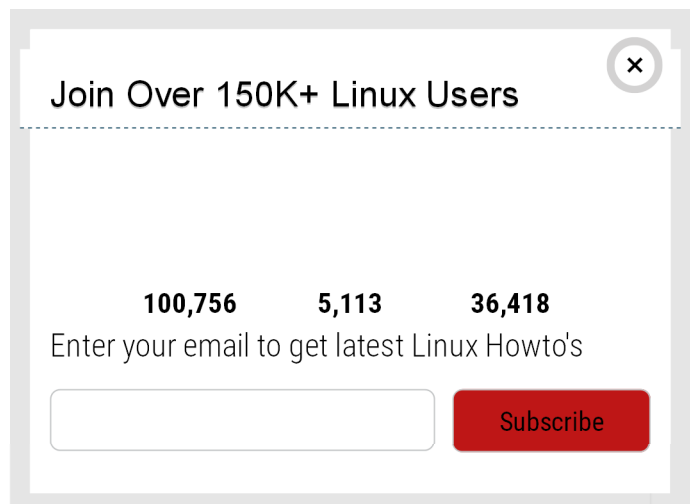 Join Over 150K+ Linux Users
×
100,756 5,113 36,418
Enter your email to get latest Linux Howto's
Subscribe